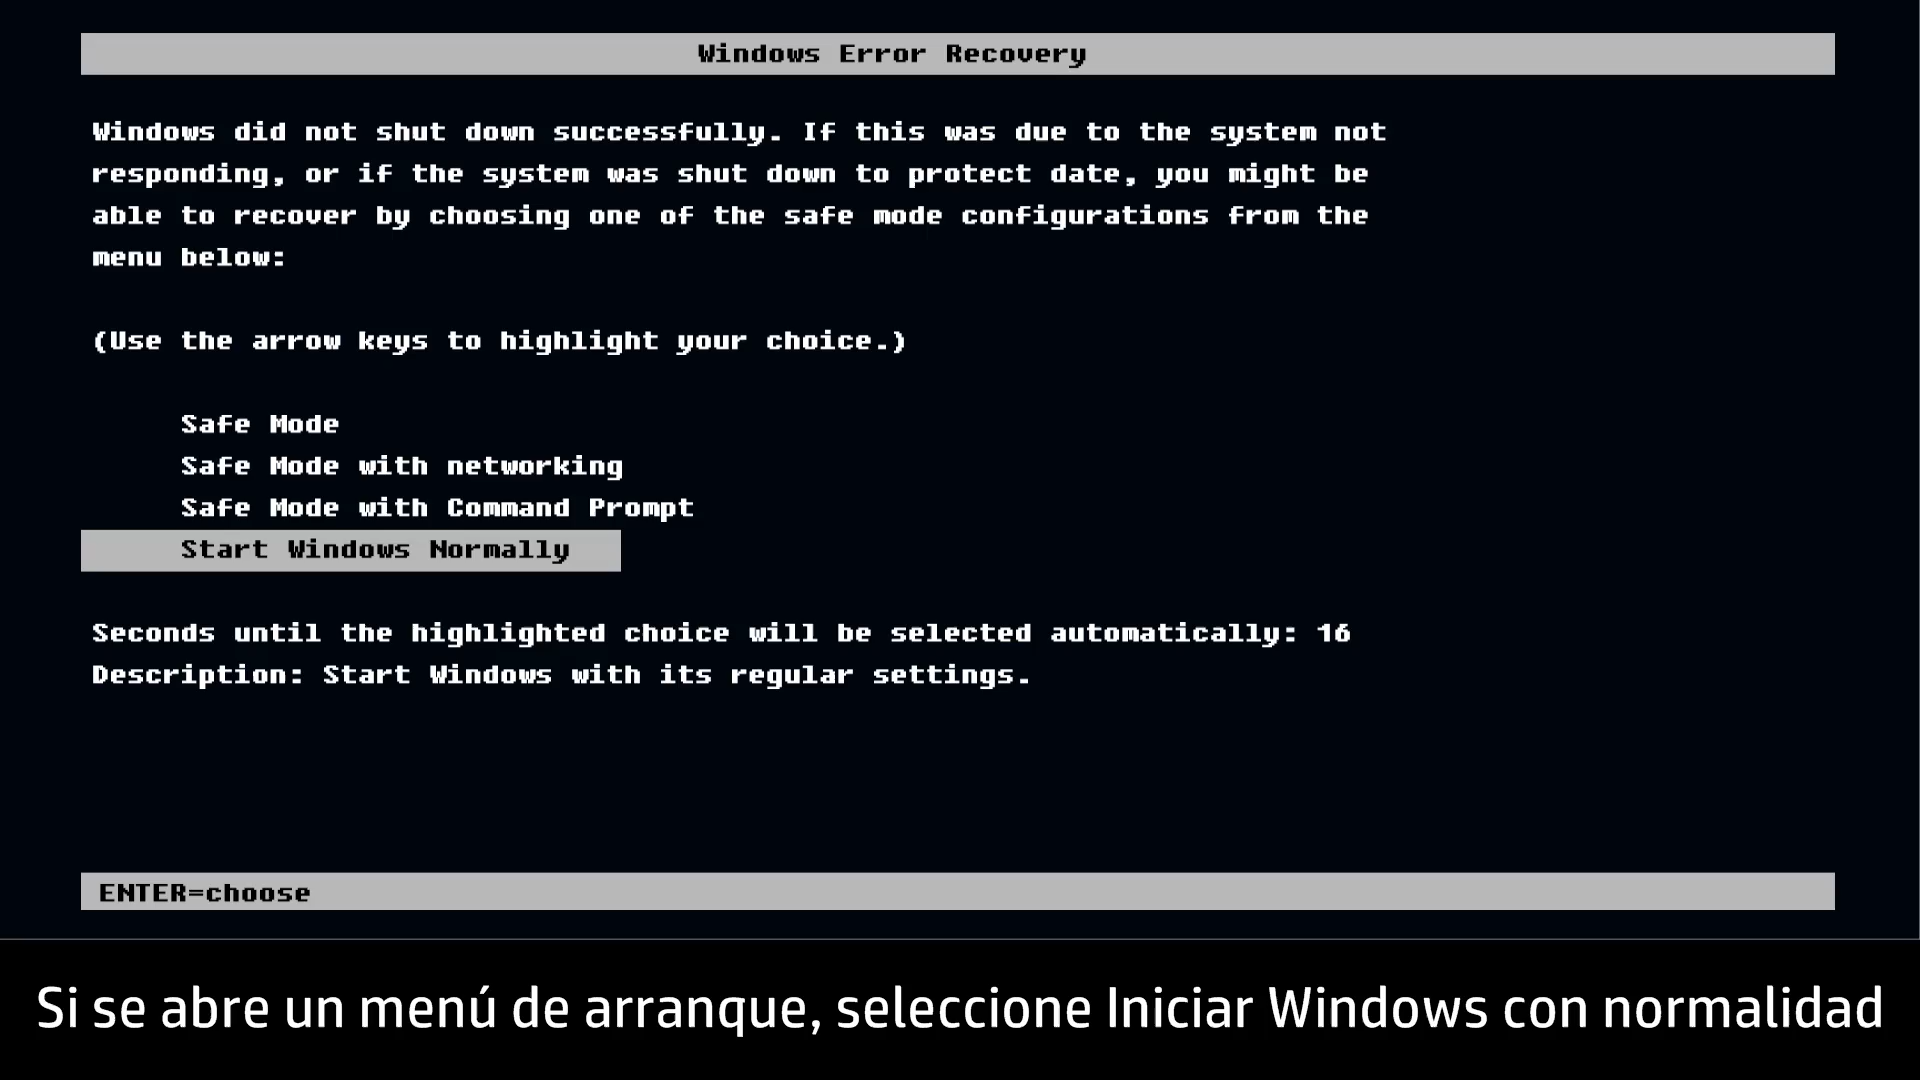 Windows Error Recovery
Windows did not shut down successfully. If this was due to the system not
responding, or if the system was shut down to protect date, you might be
able to recover by choosing one of the safe mode configurations from the
menu below:
(Use the arrow keys to highlight your choice.)
Safe Mode
Safe Mode with networking
Safe Mode with Command Prompt
Start Windows Normally
Seconds until the highlighted choice will be selected automatically: 16
Description: Start Windows with its regular settings.
ENTER=choose
Si se abre un menú de arranque, seleccione Iniciar Windows con normalidad